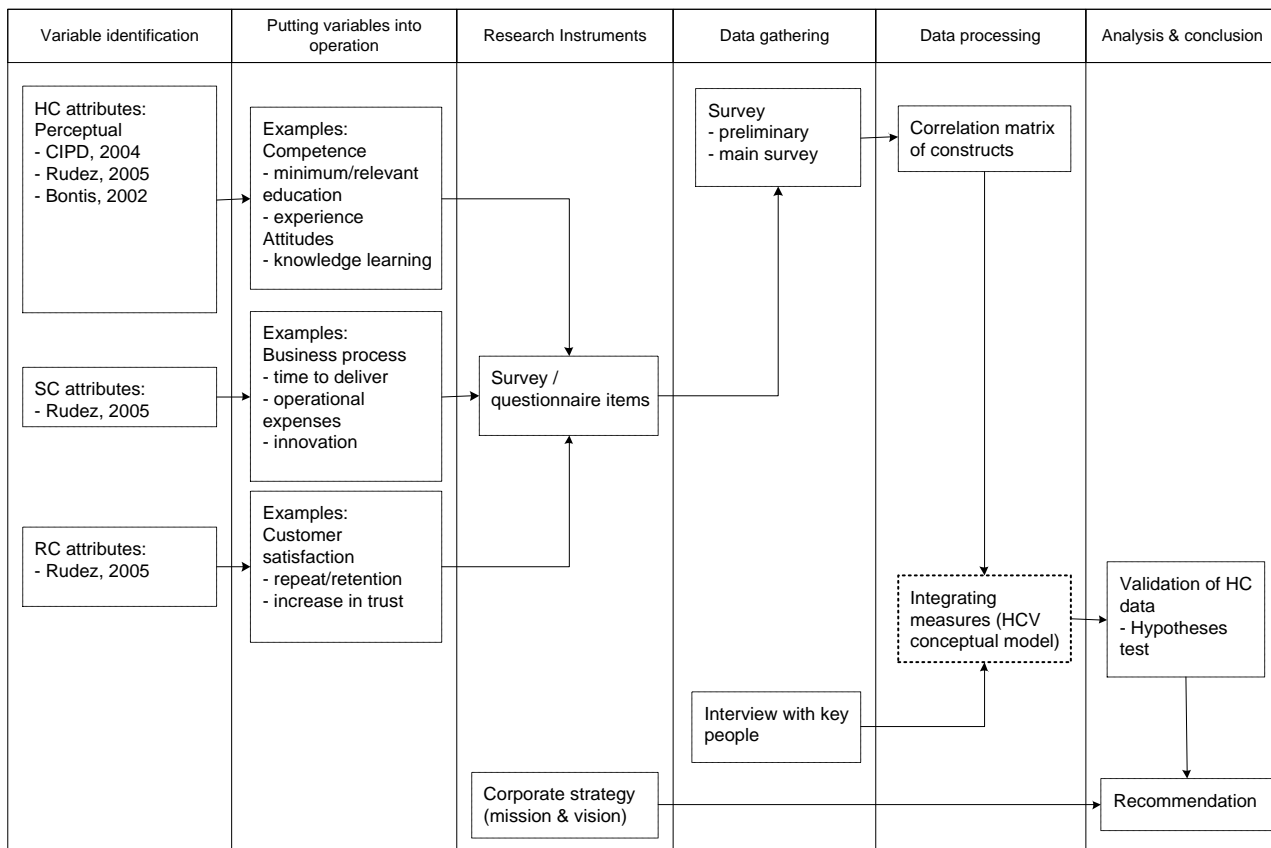 Variable identification
Putting variables into
operation
Research Instruments
Data gathering
Data processing
Analysis & conclusion
HC attributes:
Perceptual
- CIPD, 2004
- Rudez, 2005
- Bontis, 2002
Examples:
Competence
- minimum/relevant
education
- experience
Attitudes
- knowledge learning
Survey
- preliminary
- main survey
Correlation matrix
of constructs
SC attributes:
- Rudez, 2005
Examples:
Business process
- time to deliver
- operational
expenses
- innovation
Survey /
questionnaire items
RC attributes:
- Rudez, 2005
Examples:
Customer
satisfaction
- repeat/retention
- increase in trust
Integrating
measures (HCV
conceptual model)
Validation of HC
data
- Hypotheses
test
Interview with key
people
Corporate strategy
(mission & vision)
Recommendation